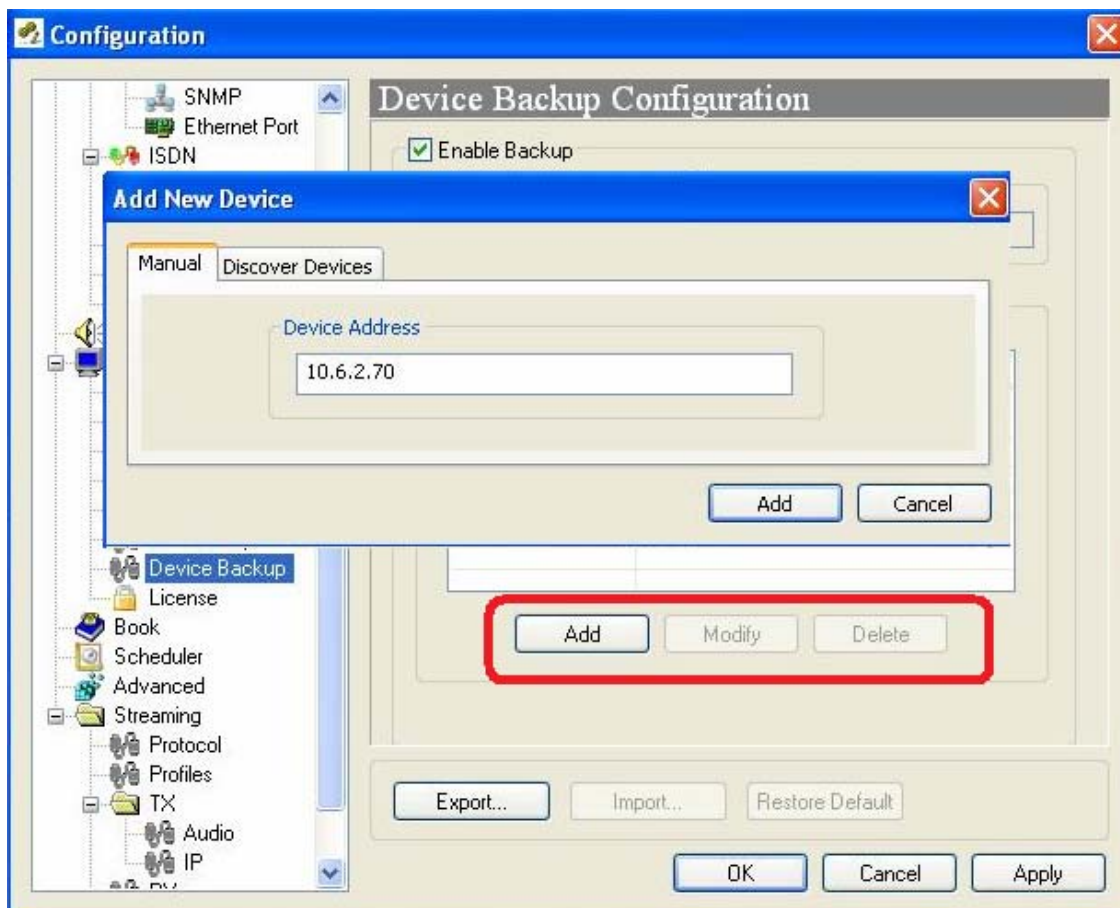 Configuration
SNMP
Ethernet Port
ISDN
Device Backup Configuration
Enable Backup
Add New Device
Manual
Discover Devices
Device Address
10.6.2.70
Add
Cancel
Device Backup
License
Book
Scheduler
Advanced
Streaming
Protocol
Profiles
TX
Audio
IP
Add
Modify
Delete
Export...
Import...
Restore Default
OK
Cancel
Apply